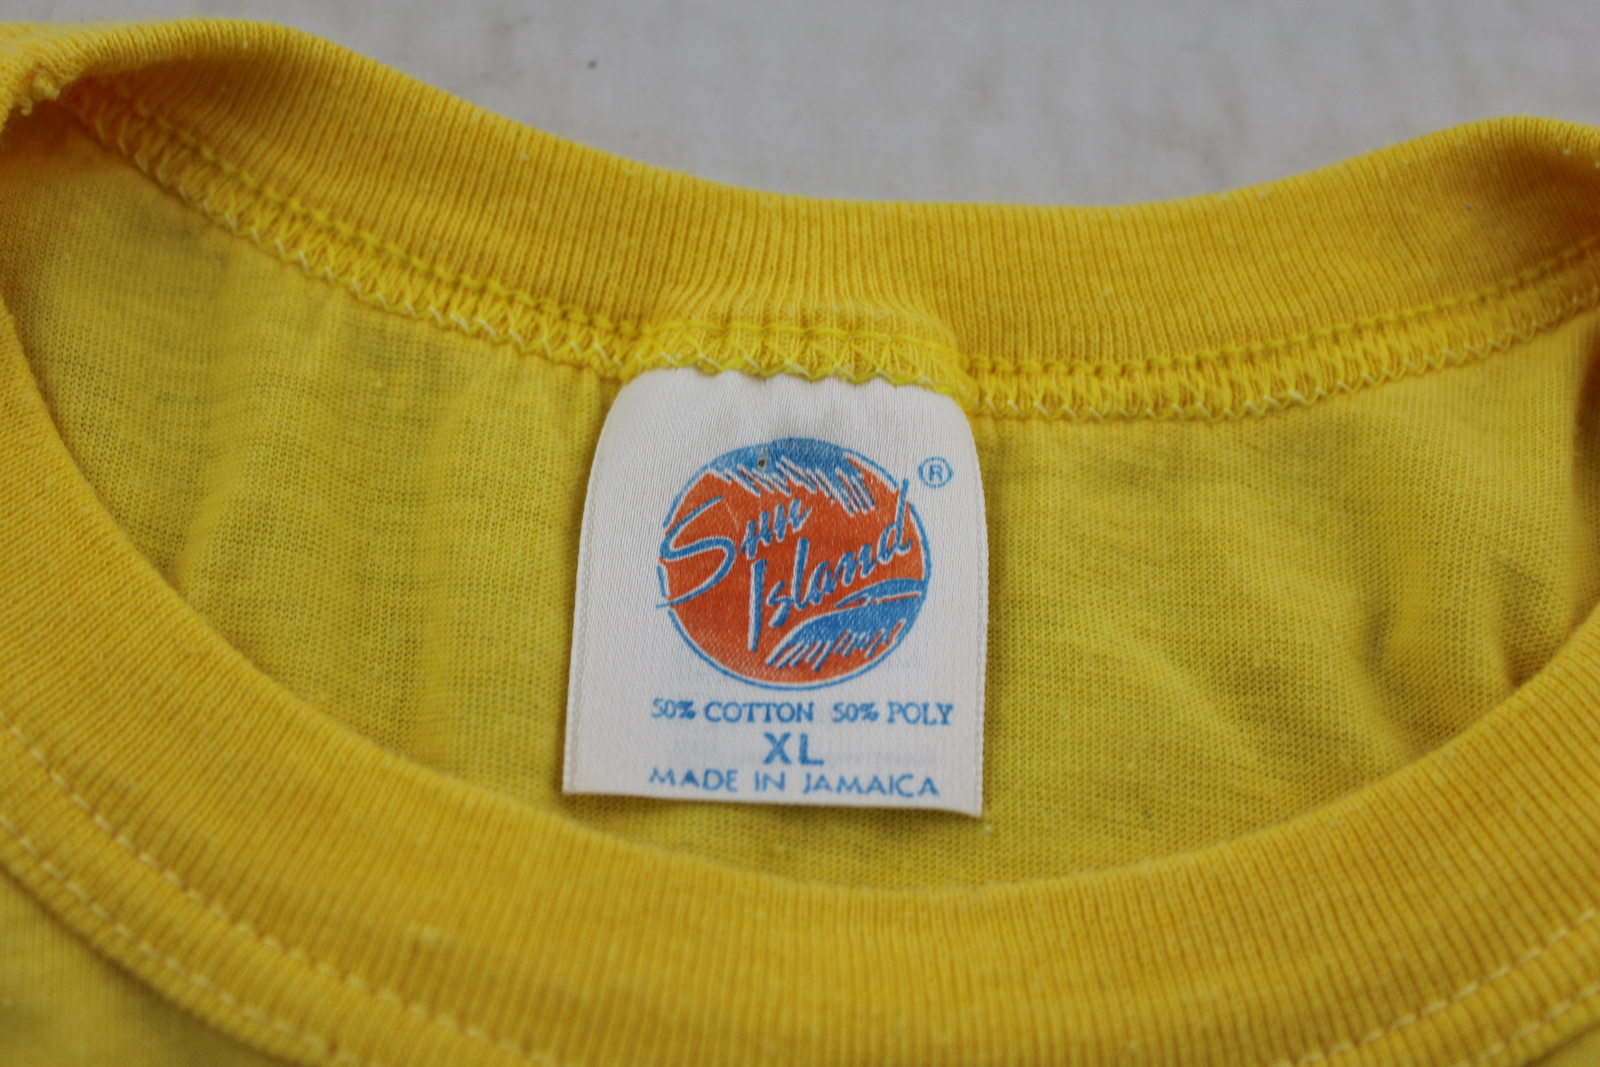 Sun
Island
®
50% COTTON 50% POLY
XL
MADE IN JAMAICA